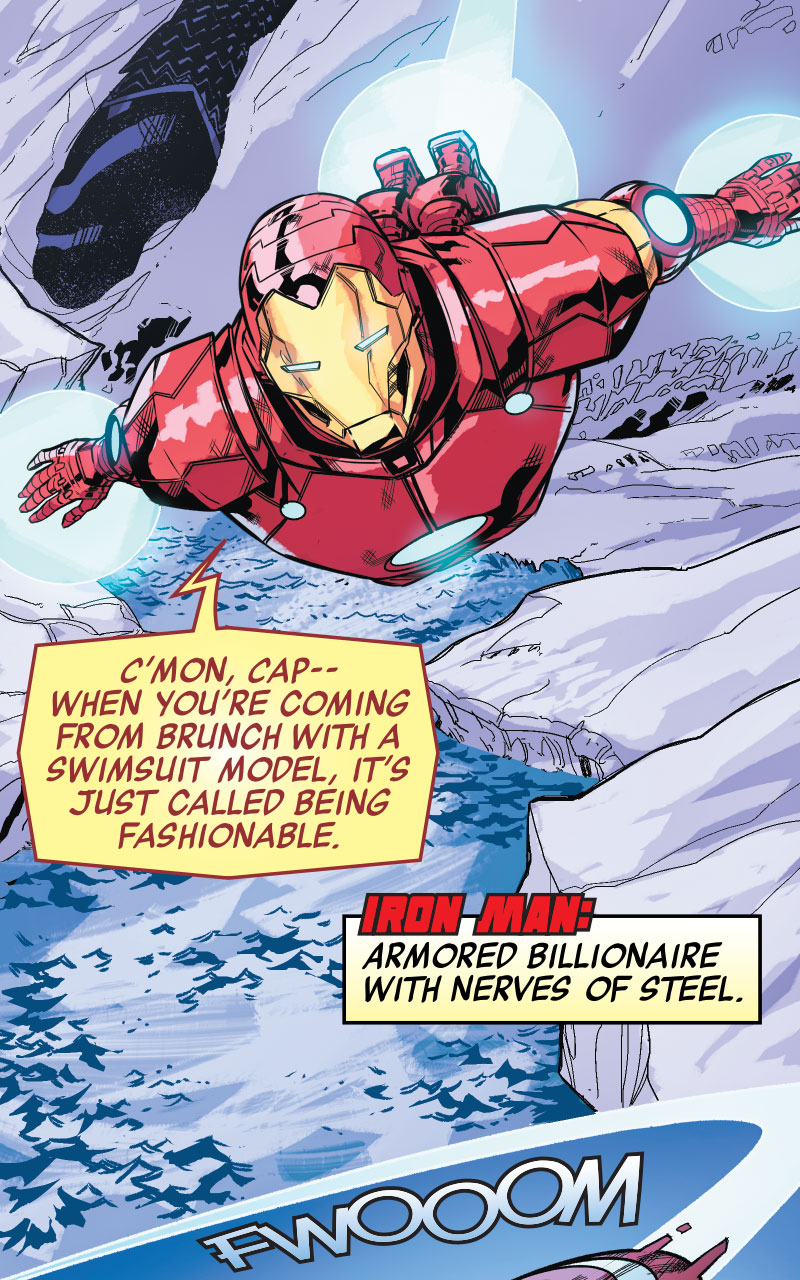 C'MON, CAP--
WHEN YOU'RE COMING
FROM BRUNCH WITH A
SWIMSUIT MODEL, IT'S
JUST CALLED BEING
FASHIONABLE.
IRON MAN:
ARMORED BILLIONAIRE
WITH NERVES OF STEEL.
FWOOOM